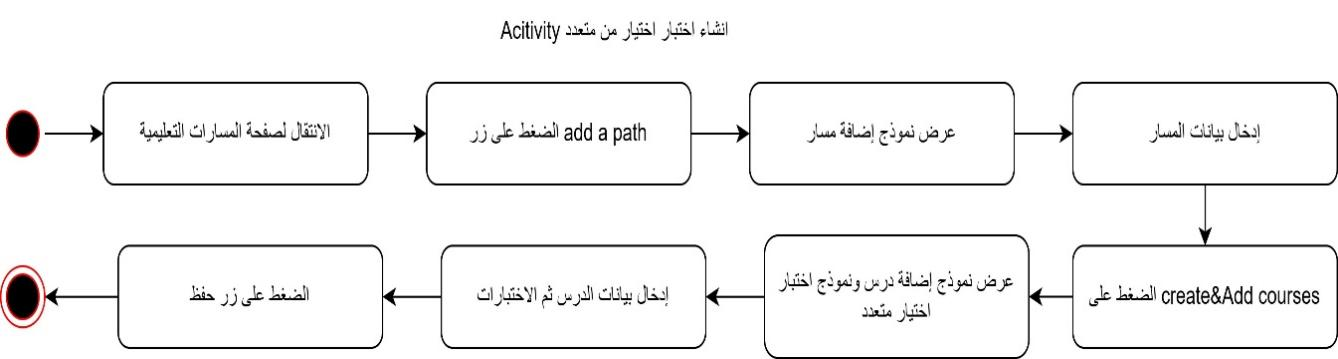 انشاء اختبار اختيار من متعدد Acitivity
الانتقال لصفحة المسارات التعليمية
الضغط على زر add a path
عرض نموذج إضافة مسار
إدخال بيانات المسار
الضغط على create&Add courses
عرض نموذج إضافة درس ونموذج اختبار
اختيار متعدد
إدخال بيانات الدرس ثم الاختبارات
الضغط على زر حفظ